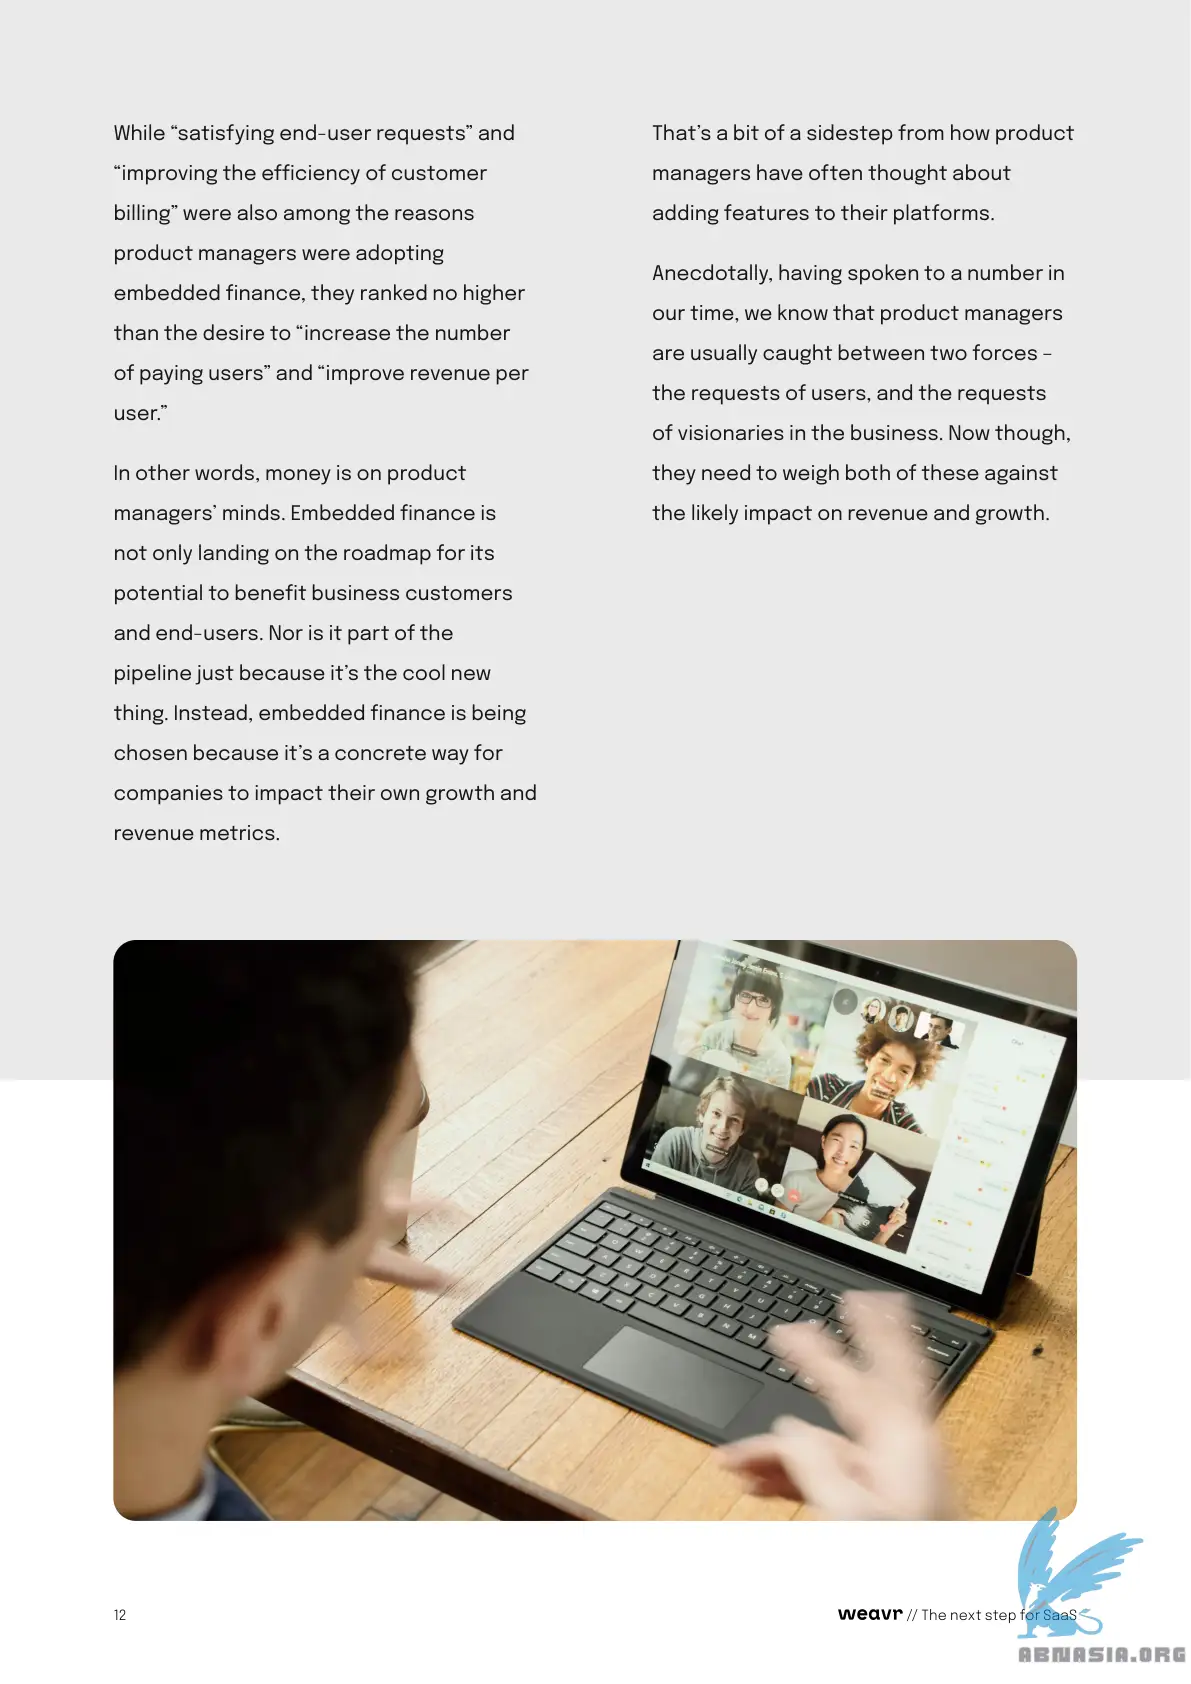 While “satisfying end-user requests” and
“improving the efficiency of customer
billing” were also among the reasons
product managers were adopting
embedded finance, they ranked no higher
than the desire to “increase the number
of paying users” and “improve revenue per
user.”
In other words, money is on product
managers’ minds. Embedded finance is
not only landing on the roadmap for its
potential to benefit business customers
and end-users. Nor is it part of the
pipeline just because it’s the cool new
thing. Instead, embedded finance is being
chosen because it’s a concrete way for
companies to impact their own growth and
revenue metrics.
That’s a bit of a sidestep from how product
managers have often thought about
adding features to their platforms.
Anecdotally, having spoken to a number in
our time, we know that product managers
are usually caught between two forces –
the requests of users, and the requests
of visionaries in the business. Now though,
they need to weigh both of these against
the likely impact on revenue and growth.
12
weavr // The next step for SaaS
ABNASIA.ORG